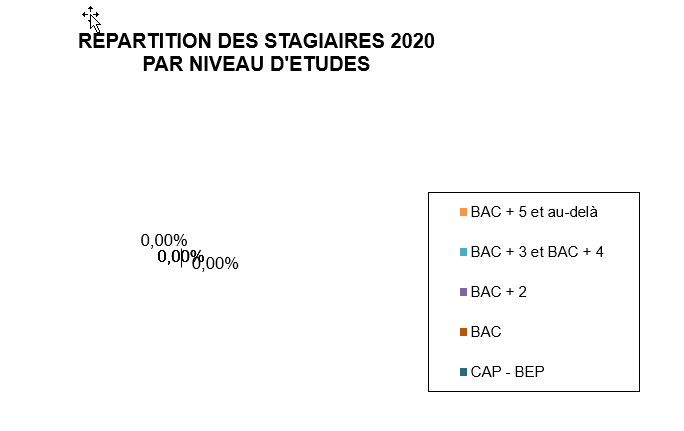 REPARTITION DES STAGIAIRES 2020
PAR NIVEAU D'ETUDES
0,00%
0,00%
0,00%
BAC + 5 et au-delà
BAC + 3 et BAC + 4
BAC + 2
BAC
CAP - BEP